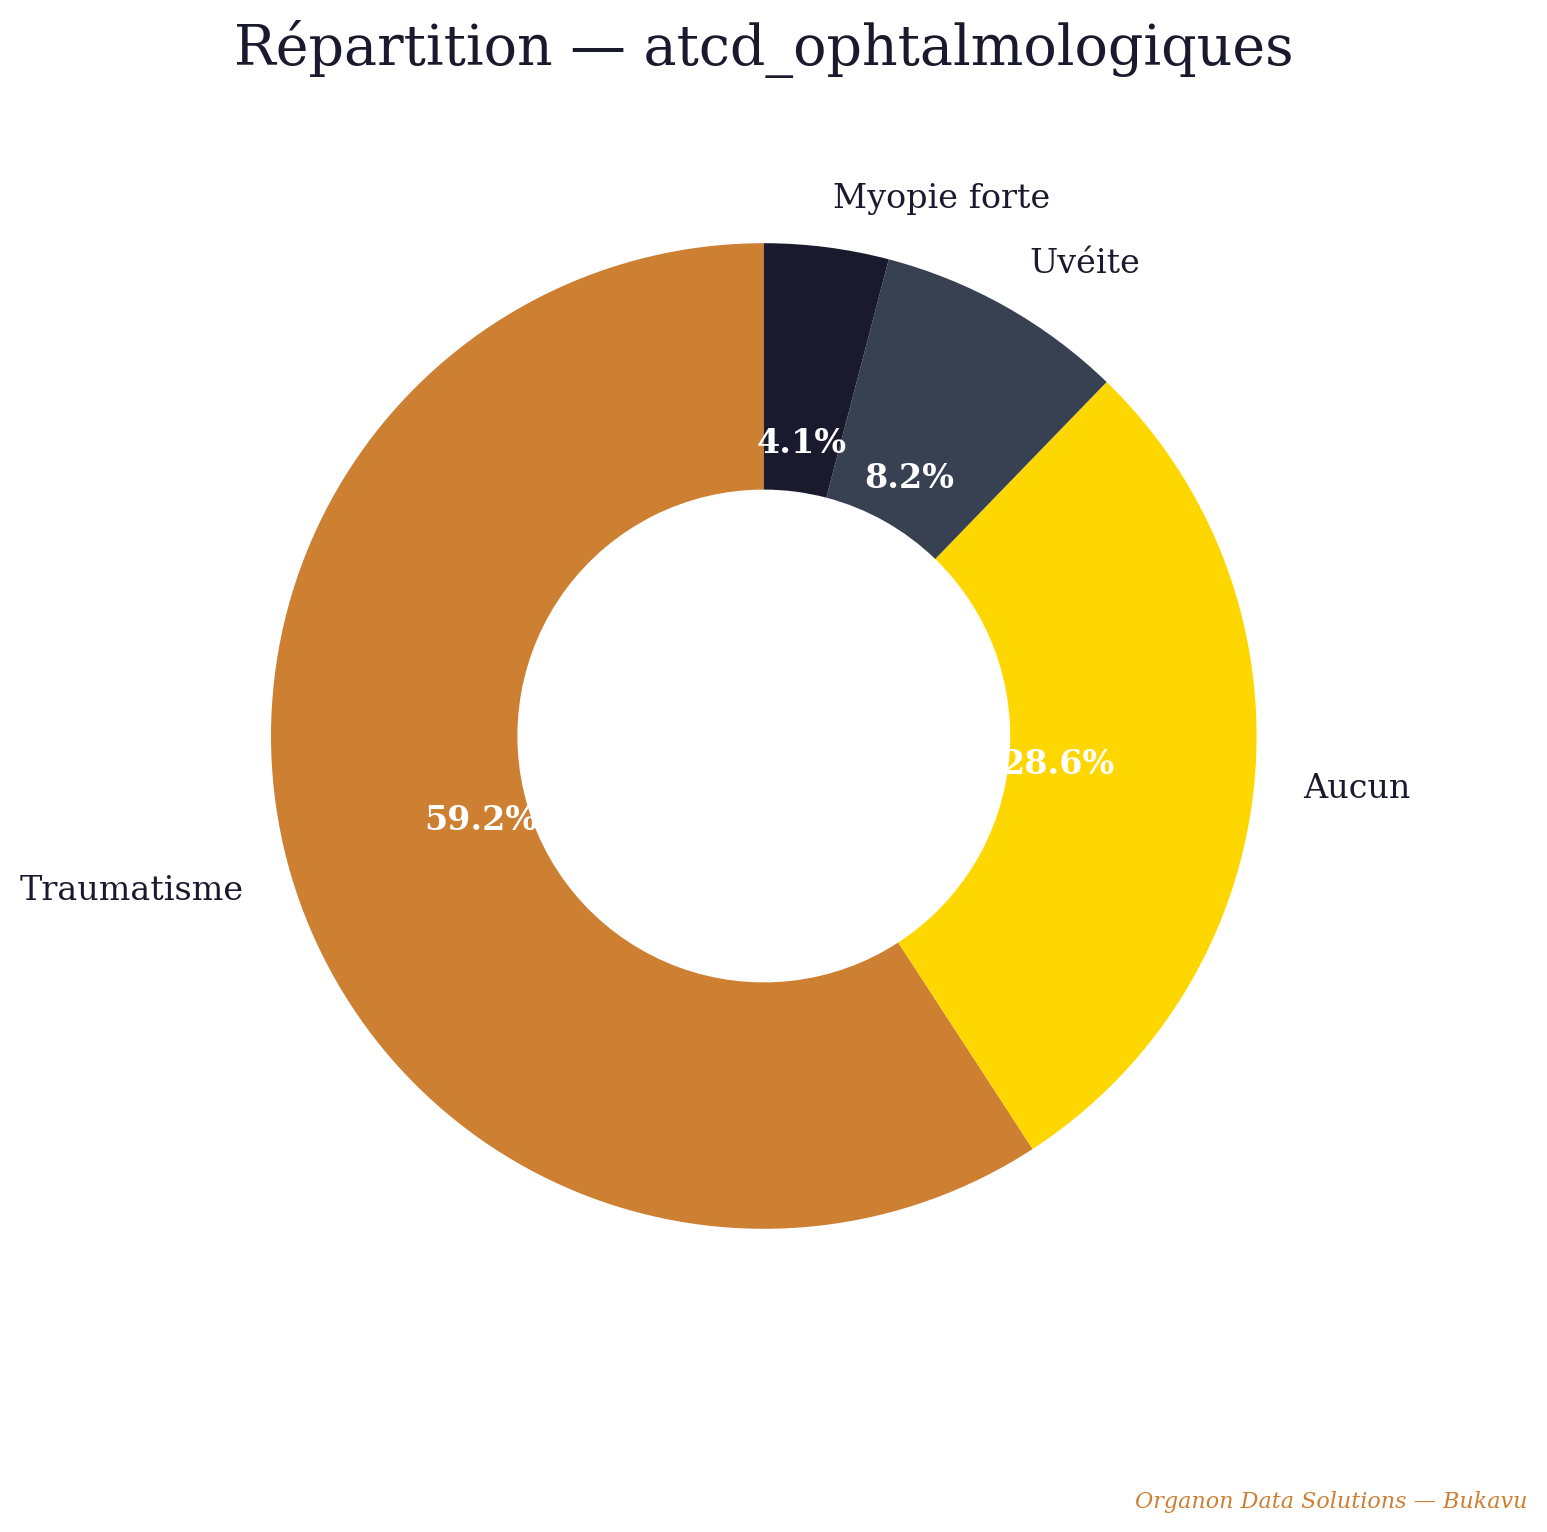 Répartition — atcd_ophtalmologiques
Myopie forte
Uvéite
4.1%
8.2%
28.6%
Aucun
59.2%
Traumatisme
Organon Data Solutions — Bukavu